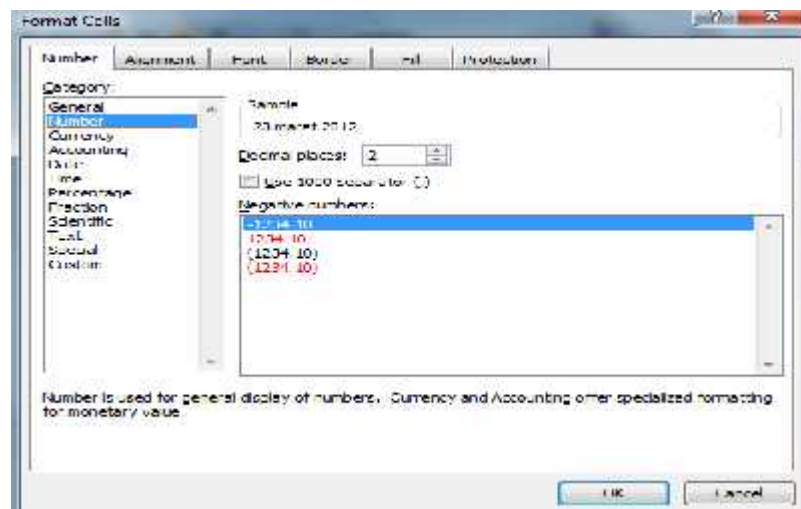 Format Cells
Number Alignment Font Border Fill Protection
Category:
General
Number
Currency
Accounting
Date
Time
Percentage
Fraction
Scientific
Text
Special
Custom
Sample
23 maret 2012
Decimal places: 2
Use 1000 Separator (.)
Negative numbers:
-1234,10
1234,10
(1234,10)
(1234,10)
Number is used for general display of numbers. Currency and Accounting offer specialized formatting
for monetary value.
OK Cancel